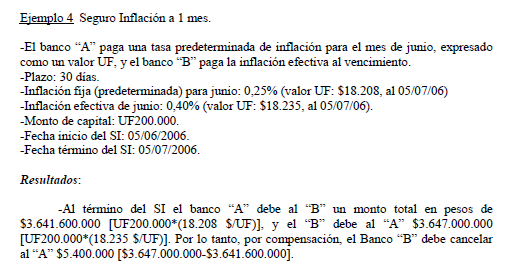 Ejemplo 4 Seguro Inflación a 1 mes.
-El banco “A” paga una tasa predeterminada de inflación para el mes de junio, expresado
como un valor UF, y el banco “B” paga la inflación efectiva al vencimiento.
-Plazo: 30 días.
-Inflación fija (predeterminada) para junio: 0,25% (valor UF: $18.208, al 05/07/06)
-Inflación efectiva de junio: 0,40% (valor UF: $18.235, al 05/07/06).
-Monto de capital: UF200.000.
-Fecha inicio del SI: 05/06/2006.
-Fecha término del SI: 05/07/2006.
Resultados:
-Al término del SI el banco “A” debe al “B” un monto total en pesos de
$3.641.600.000 [UF200.000*(18.208 $/UF)], y el “B” debe al “A” $3.647.000.000
[UF200.000*(18.235 $/UF)]. Por lo tanto, por compensación, el Banco “B” debe cancelar
al “A” $5.400.000 [$3.647.000.000-$3.641.600.000].